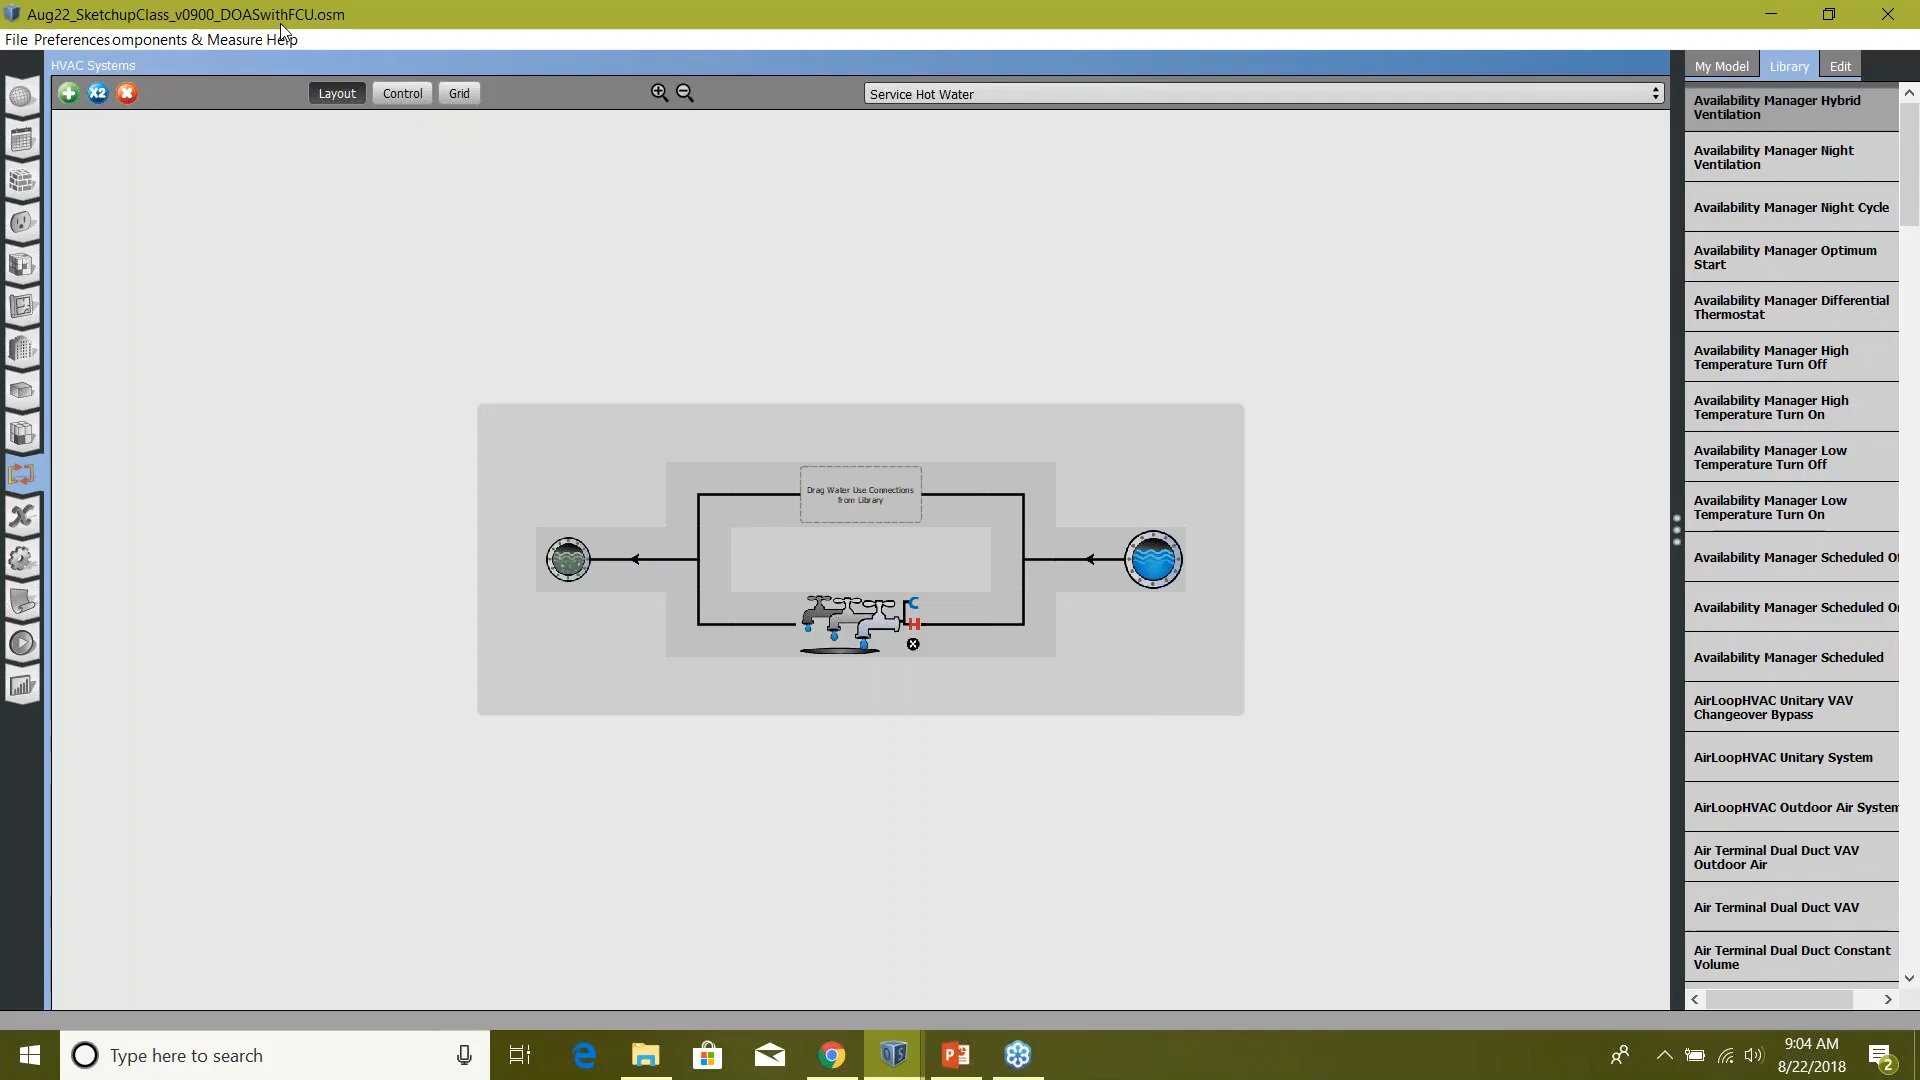 Aug22_SketchupClass_v0900_DOASwithFCU.osm
File Preferences omponents & Measure Help
HVAC Systems
My Model
Library
Edit
X2
Layout
Control
Grid
Service Hot Water
Availability Manager Hybrid
Ventilation
Availability Manager Night
Ventilation
Availability Manager Night Cycle
Availability Manager Optimum
Start
Availability Manager Differential
Thermostat
Availability Manager High
Temperature Turn Off
Availability Manager High
Temperature Turn On
Availability Manager Low
Temperature Turn Off
Availability Manager Low
Temperature Turn On
Availability Manager Scheduled Of
Availability Manager Scheduled On
Availability Manager Scheduled
AirLoopHVAC Unitary VAV
Changeover Bypass
AirLoopHVAC Unitary System
AirLoopHVAC Outdoor Air System
Air Terminal Dual Duct VAV
Outdoor Air
Air Terminal Dual Duct VAV
Air Terminal Dual Duct Constant
Volume
Drag Water Use Connections
from Library
C
H
Type here to search
9:04 AM
8/22/2018
2